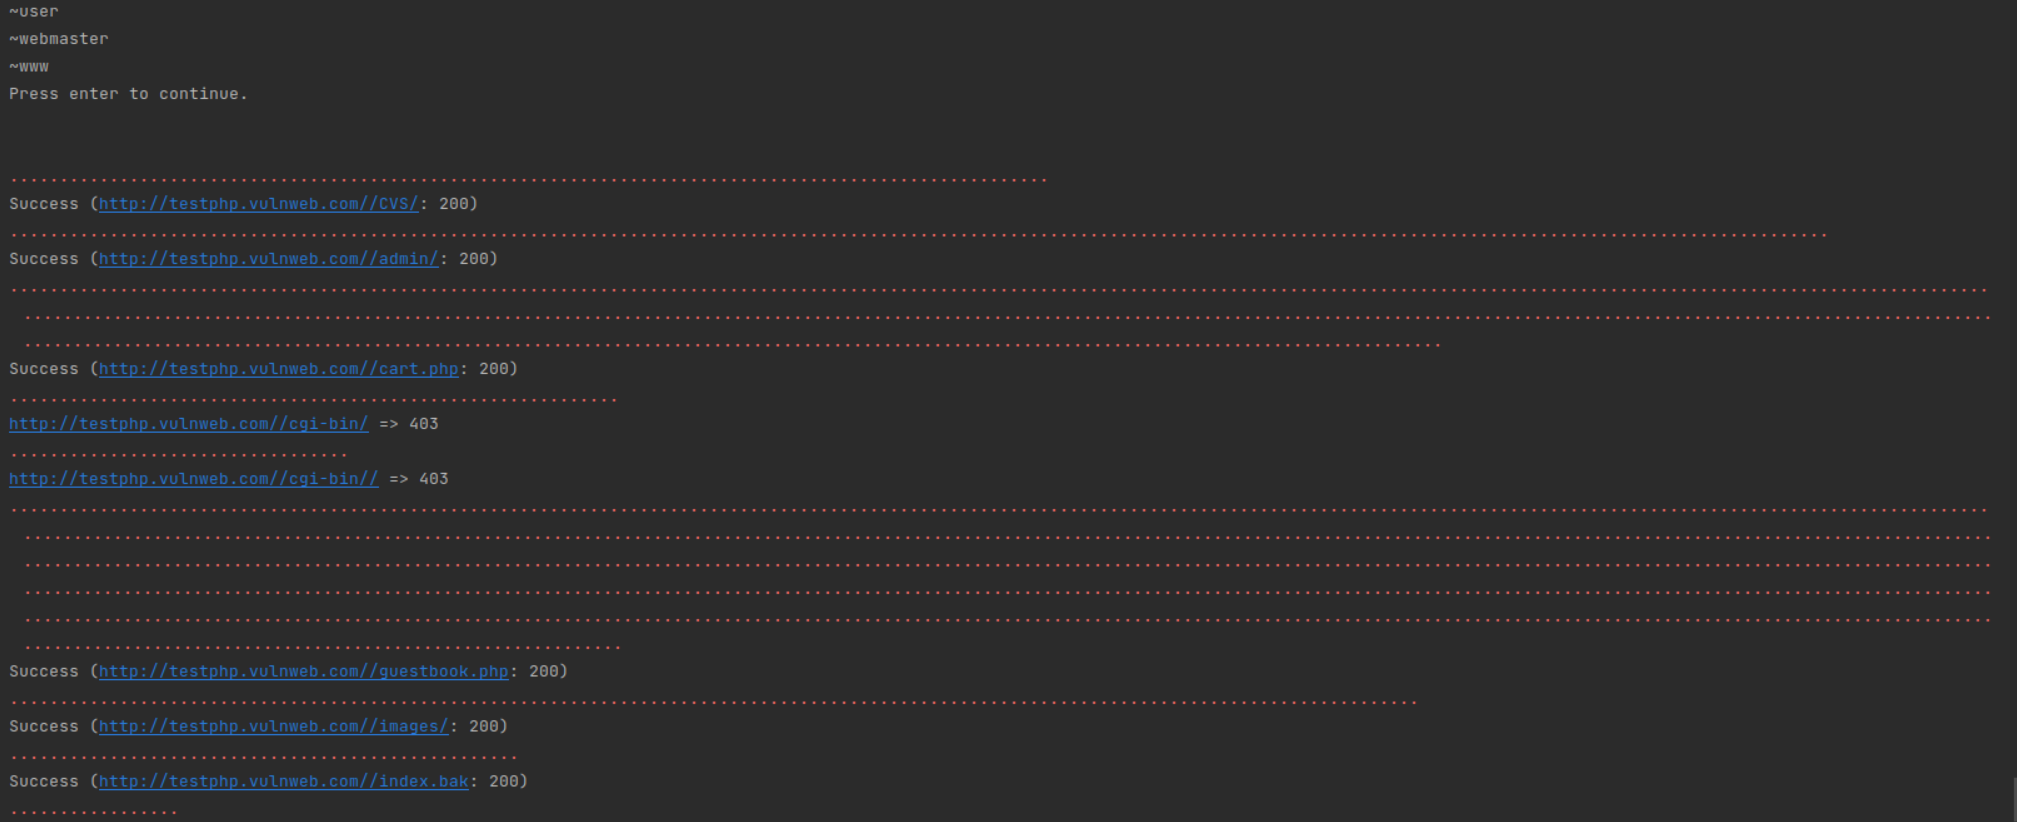 ~user
~webmaster
~www
Press enter to continue.
........................................................................................................
Success (http://testphp.vulnweb.com//CVS/: 200)
......................................................................................................................................................................................
Success (http://testphp.vulnweb.com//admin/: 200)
......................................................................................................................................................................................................
.....................................................................................................................................................................................................
..............................................................................................................................................
Success (http://testphp.vulnweb.com//cart.php: 200)
.............................................................
http://testphp.vulnweb.com//cgi-bin/ => 403
..................................
http://testphp.vulnweb.com//cgi-bin// => 403
......................................................................................................................................................................................................
.....................................................................................................................................................................................................
.....................................................................................................................................................................................................
.....................................................................................................................................................................................................
.....................................................................................................................................................................................................
............................................................
Success (http://testphp.vulnweb.com//guestbook.php: 200)
.............................................................................................................................................
Success (http://testphp.vulnweb.com//images/: 200)
...................................................
Success (http://testphp.vulnweb.com//index.bak: 200)
.................